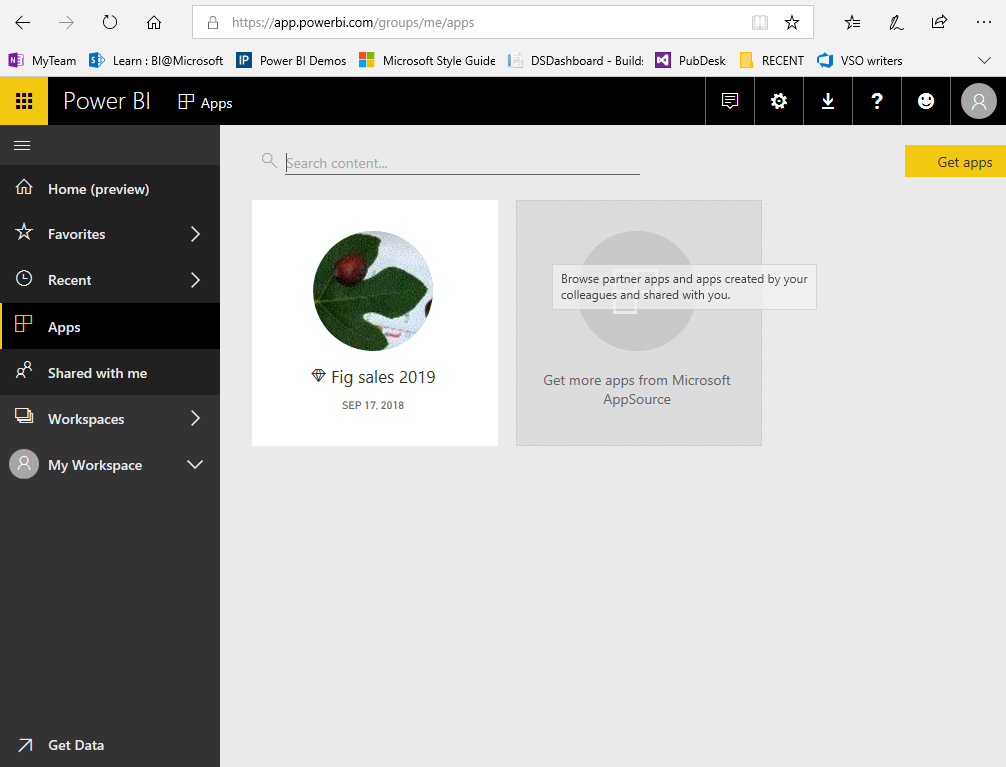 https://app.powerbi.com/groups/me/apps
MyTeam Learn : BI@Microsoft Power BI Demos Microsoft Style Guide DSDashboard - Build: PubDesk RECENT VSO writers
Power BI Apps
Search content...
Get apps
Home (preview)
Favorites
Recent
Apps
Shared with me
Workspaces
My Workspace
Get Data
Fig sales 2019
SEP 17, 2018
Browse partner apps and apps created by your
colleagues and shared with you.
Get more apps from Microsoft
AppSource